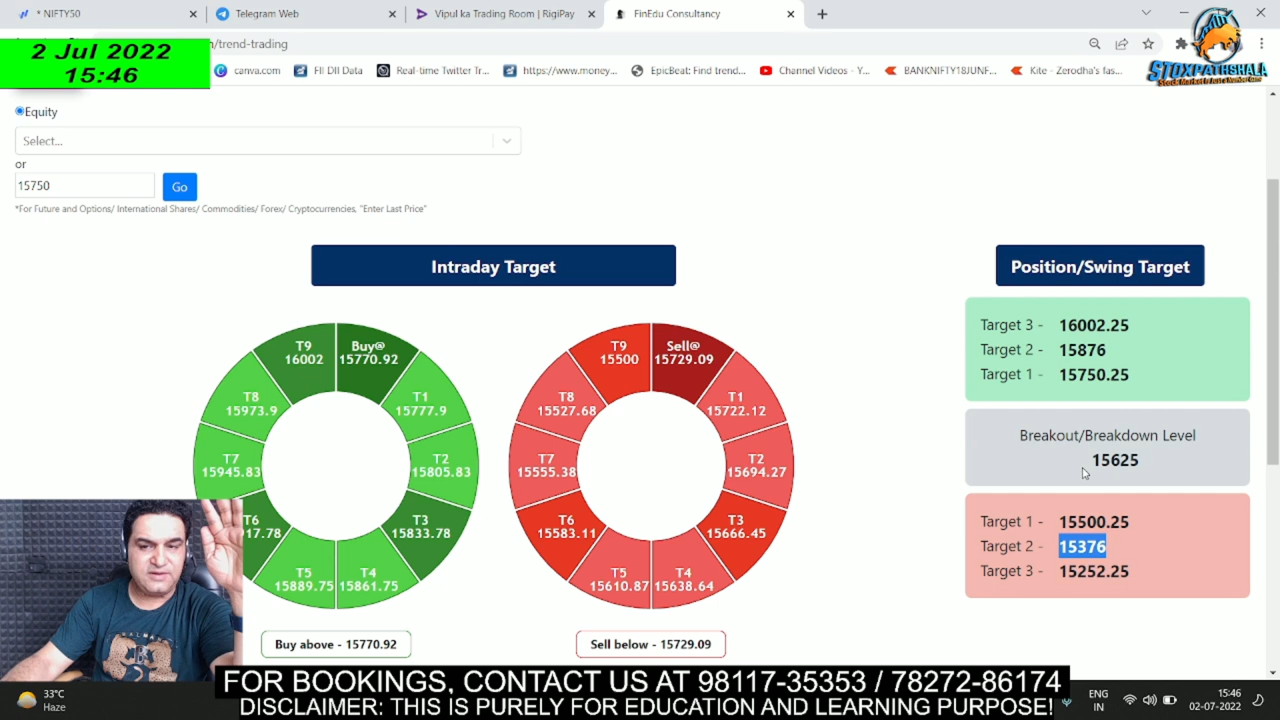 * NIFTY50
Telegram Web
Vipul ka Trading Room | RigiPay
FinEdu Consultancy
2 Jul 2022
15:46
/trend-trading
canva.com
FII DII Data
Real-time Twitter Tr...
https://www.money...
EpicBeat: Find trend...
Channel Videos - Y...
BANKNIFTY18JUNF...
Kite - Zerodha's fas...
STOXPATHSHALA
Equity
Select...
or
15750
Go
*For Future and Options/ International Shares/ Commodities/ Forex/ Cryptocurrencies, "Enter Last Price"
Intraday Target
T9
16002
Buy@
15770.92
T1
15777.9
T2
15805.83
T3
15833.78
T4
15861.75
T5
15889.75
T6
917.78
T7
15945.83
T8
15973.9
Buy above - 15770.92
T9
15500
Sell@
15729.09
T1
15722.12
T2
15694.27
T3
15666.45
T4
15638.64
T5
15610.87
T6
15583.11
T7
15555.38
T8
15527.68
Sell below - 15729.09
Position/Swing Target
Target 3 - 16002.25
Target 2 - 15876
Target 1 - 15750.25
Breakout/Breakdown Level
15625
Target 1 - 15500.25
Target 2 - 15376
Target 3 - 15252.25
FOR BOOKINGS, CONTACT US AT 98117-35353 / 78272-86174
DISCLAIMER: THIS IS PURELY FOR EDUCATION AND LEARNING PURPOSE!
33°C
Haze
ENG
IN
15:46
02-07-2022